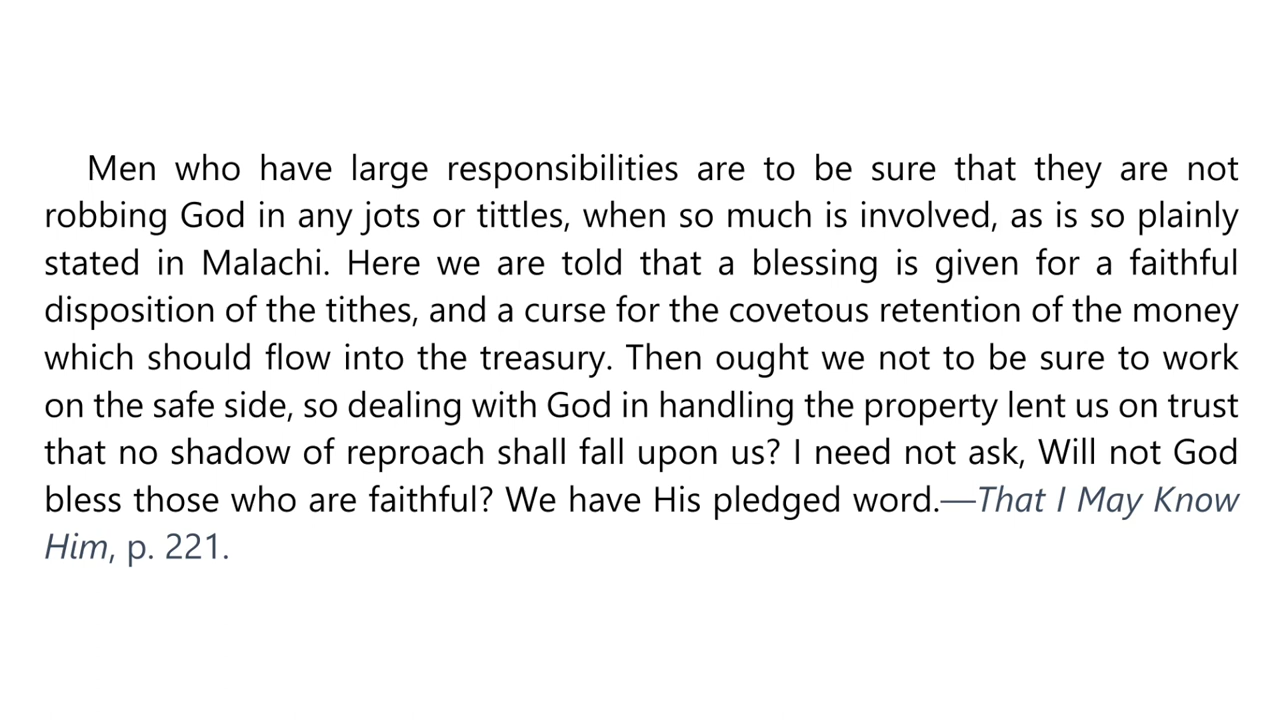 Men who have large responsibilities are to be sure that they are not
robbing God in any jots or tittles, when so much is involved, as is so plainly
stated in Malachi. Here we are told that a blessing is given for a faithful
disposition of the tithes, and a curse for the covetous retention of the money
which should flow into the treasury. Then ought we not to be sure to work
on the safe side, so dealing with God in handling the property lent us on trust
that no shadow of reproach shall fall upon us? I need not ask, Will not God
bless those who are faithful? We have His pledged word.—That I May Know
Him, p. 221.